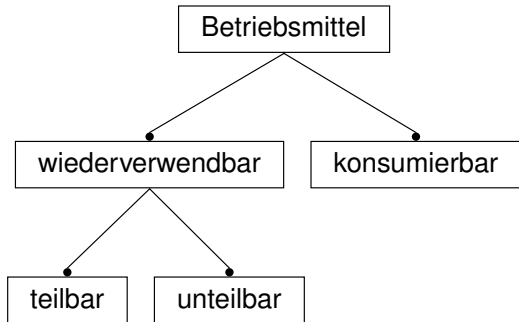 Betriebsmittel
wiederverwendbar
konsumierbar
teilbar
unteilbar